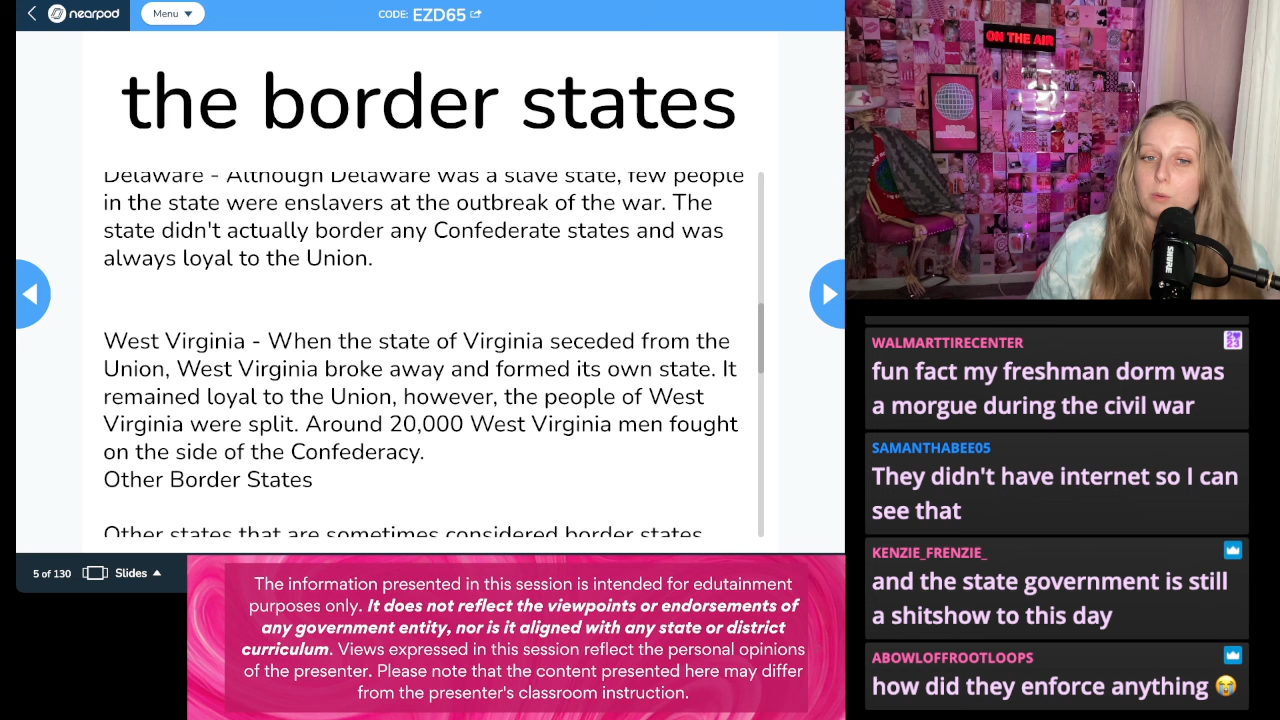 nearpod
Menu
CODE: EZD65
the border states
Delaware - Although Delaware was a slave state, few people
in the state were enslavers at the outbreak of the war. The
state didn't actually border any Confederate states and was
always loyal to the Union.
West Virginia - When the state of Virginia seceded from the
Union, West Virginia broke away and formed its own state. It
remained loyal to the Union, however, the people of West
Virginia were split. Around 20,000 West Virginia men fought
on the side of the Confederacy.
Other Border States
Other states that are sometimes considered border states
5 of 130
Slides
The information presented in this session is intended for edutainment
purposes only. It does not reflect the viewpoints or endorsements of
any government entity, nor is it aligned with any state or district
curriculum. Views expressed in this session reflect the personal opinions
of the presenter. Please note that the content presented here may differ
from the presenter's classroom instruction.
ON THE AIR
SHURE
WALMARTTIRECENTER
fun fact my freshman dorm was
a morgue during the civil war
SAMANTHABEE05
They didn't have internet so I can
see that
KENZIE_FRENZIE_
and the state government is still
a shitshow to this day
ABOWLOFFROOTLOOPS
how did they enforce anything 😭